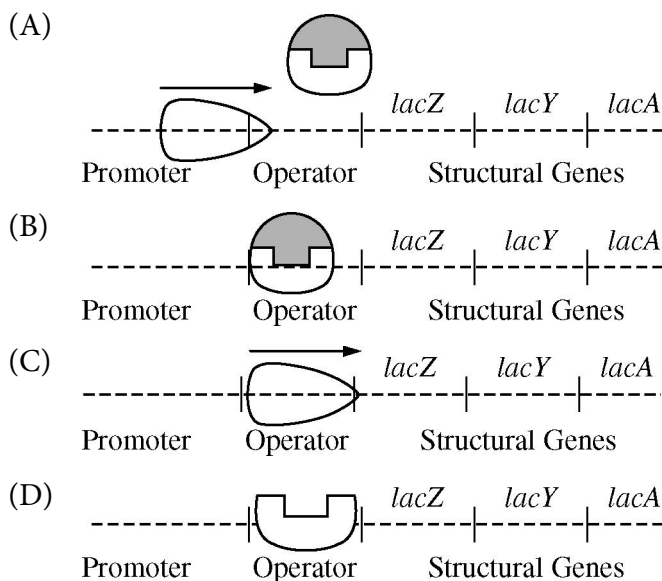 (A)
lacZ lacY lacA
Promoter Operator Structural Genes
(B)
lacZ lacY lacA
Promoter Operator Structural Genes
(C)
lacZ lacY lacA
Promoter Operator Structural Genes
(D)
lacZ lacY lacA
Promoter Operator Structural Genes